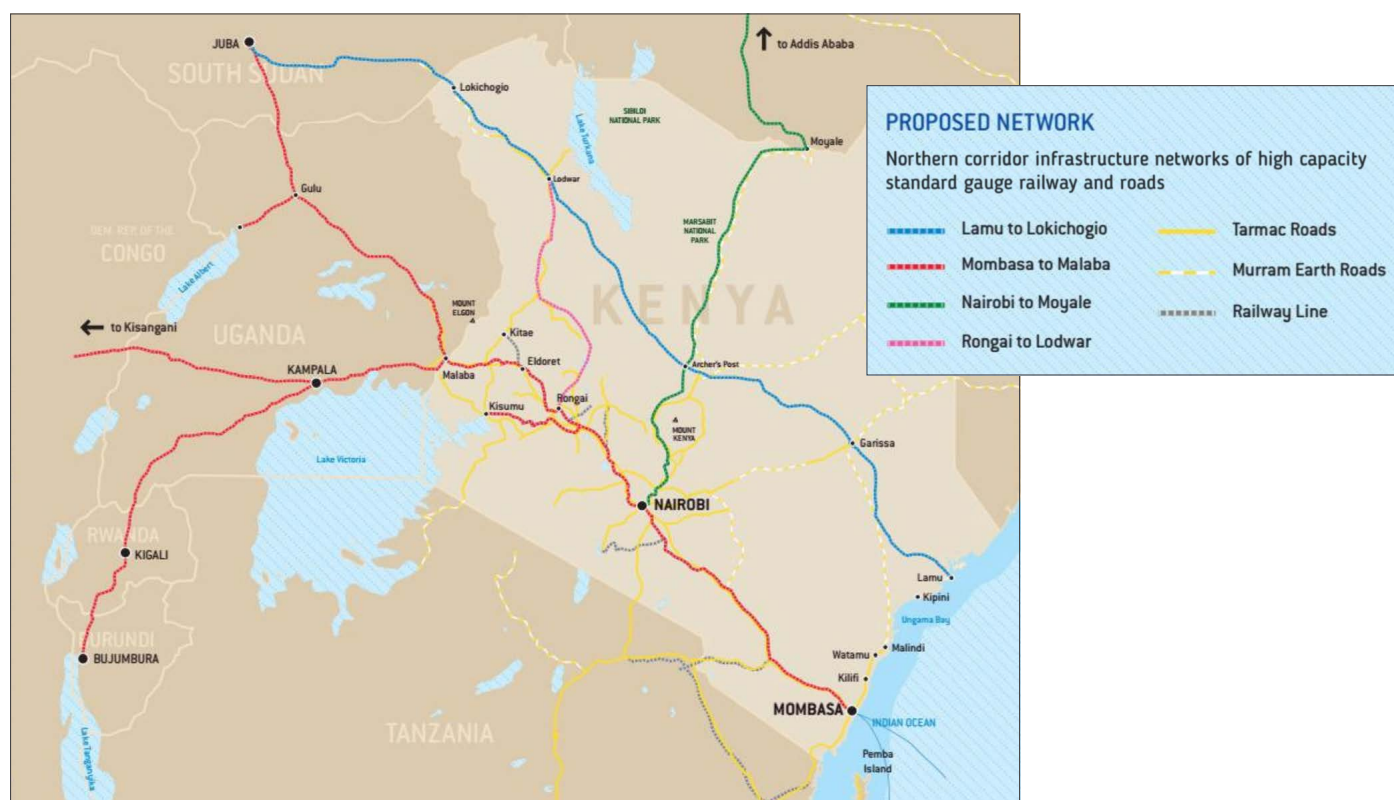 JUBA
to Addis Ababa
SOUTH SUDAN
Lokichogio
SIBILOI
NATIONAL PARK
Lake Turkana
Moyale
Lodwar
Gulu
MARSABIT
NATIONAL
PARK
DEM. REP. OF THE
CONGO
Lake Albert
KENYA
MOUNT
ELGON
to Kisangani
UGANDA
Kitae
Eldoret
Archer's Post
KAMPALA
Malaba
Rongai
Kisumu
MOUNT
KENYA
Garissa
Lake Victoria
NAIROBI
RWANDA
KIGALI
Lamu
Kipini
Ungama Bay
BURUNDI
BUJUMBURA
Malindi
Watamu
Kilifi
MOMBASA
INDIAN OCEAN
TANZANIA
Lake Tanganyika
Pemba
Island
PROPOSED NETWORK
Northern corridor infrastructure networks of high capacity
standard gauge railway and roads
Lamu to Lokichogio
Tarmac Roads
Mombasa to Malaba
Murram Earth Roads
Nairobi to Moyale
Railway Line
Rongai to Lodwar